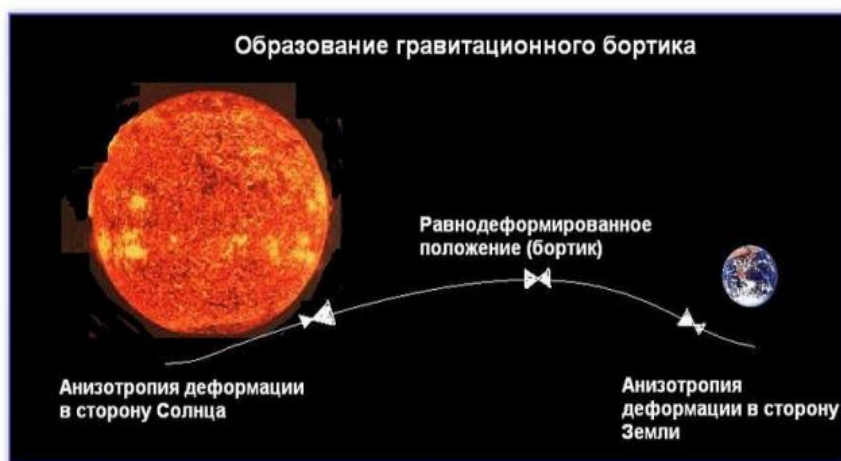 Образование гравитационного бортика
Равнодеформированное
положение (бортик)
Анизотропия деформации
в сторону Солнца
Анизотропия
деформации в сторону
Земли